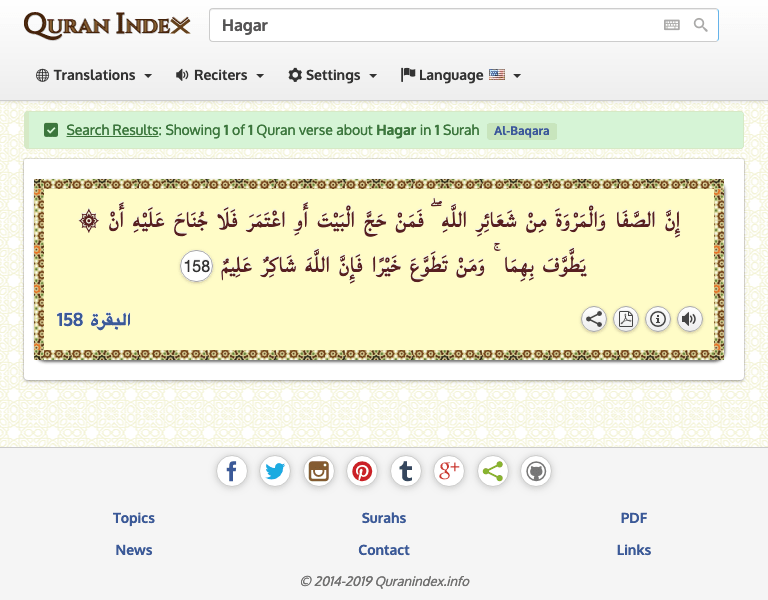 QURAN INDEX
Hagar
Translations
Reciters
Settings
Language
Search Results: Showing 1 of 1 Quran verse about Hagar in 1 Surah Al-Baqara
إِنَّ الصَّفَا وَالْمَرْوَةَ مِنْ شَعَائِرِ اللَّهِ ۖ فَمَنْ حَجَّ الْبَيْتَ أَوِ اعْتَمَرَ فَلَا جُنَاحَ عَلَيْهِ أَنْ ۞
يَطَّوَّفَ بِهِمَا ۚ وَمَنْ تَطَوَّعَ خَيْرًا فَإِنَّ اللَّهَ شَاكِرٌ عَلِيمٌ 158
البقرة 158
Topics Surahs PDF
News Contact Links
© 2014-2019 Quranindex.info